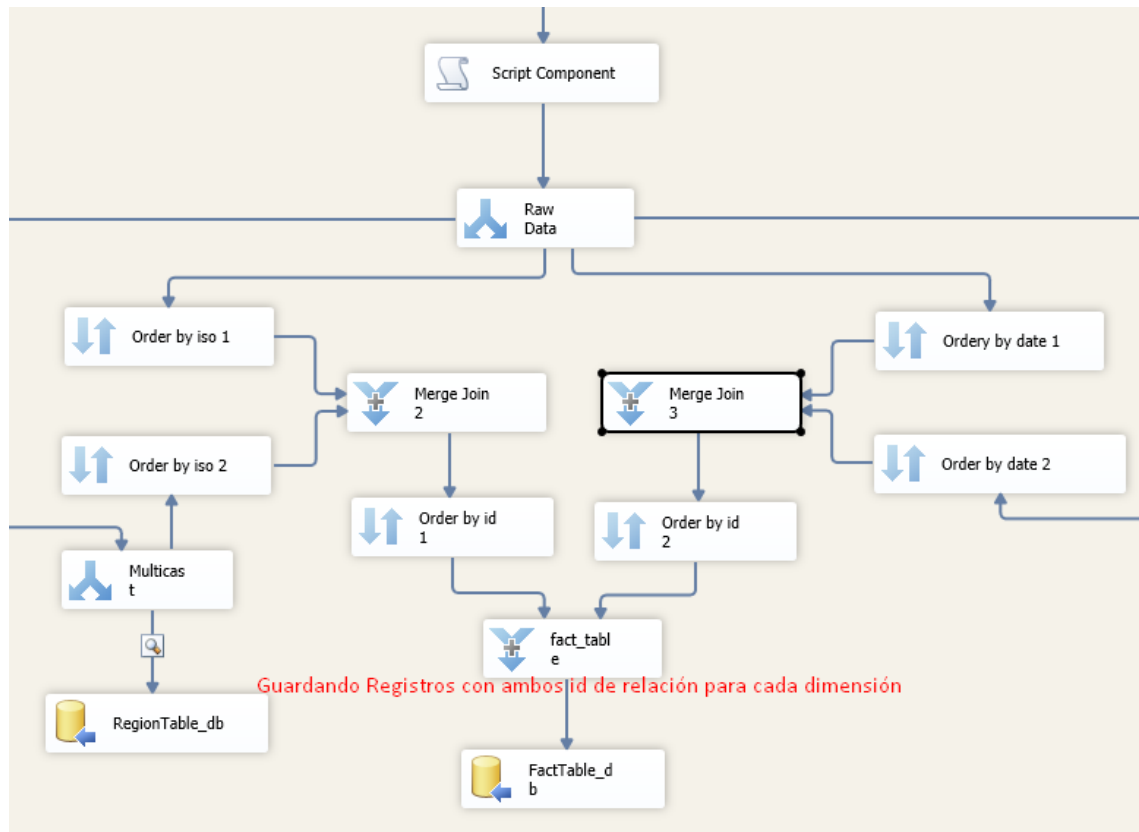 Script Component
Raw
Data
Order by iso 1
Ordery by date 1
Merge Join
2
Merge Join
3
Order by iso 2
Order by date 2
Order by id
1
Order by id
2
Multicas
t
fact_tabl
e
Guardando Registros con ambos id de relación para cada dimensión
RegionTable_db
FactTable_d
b